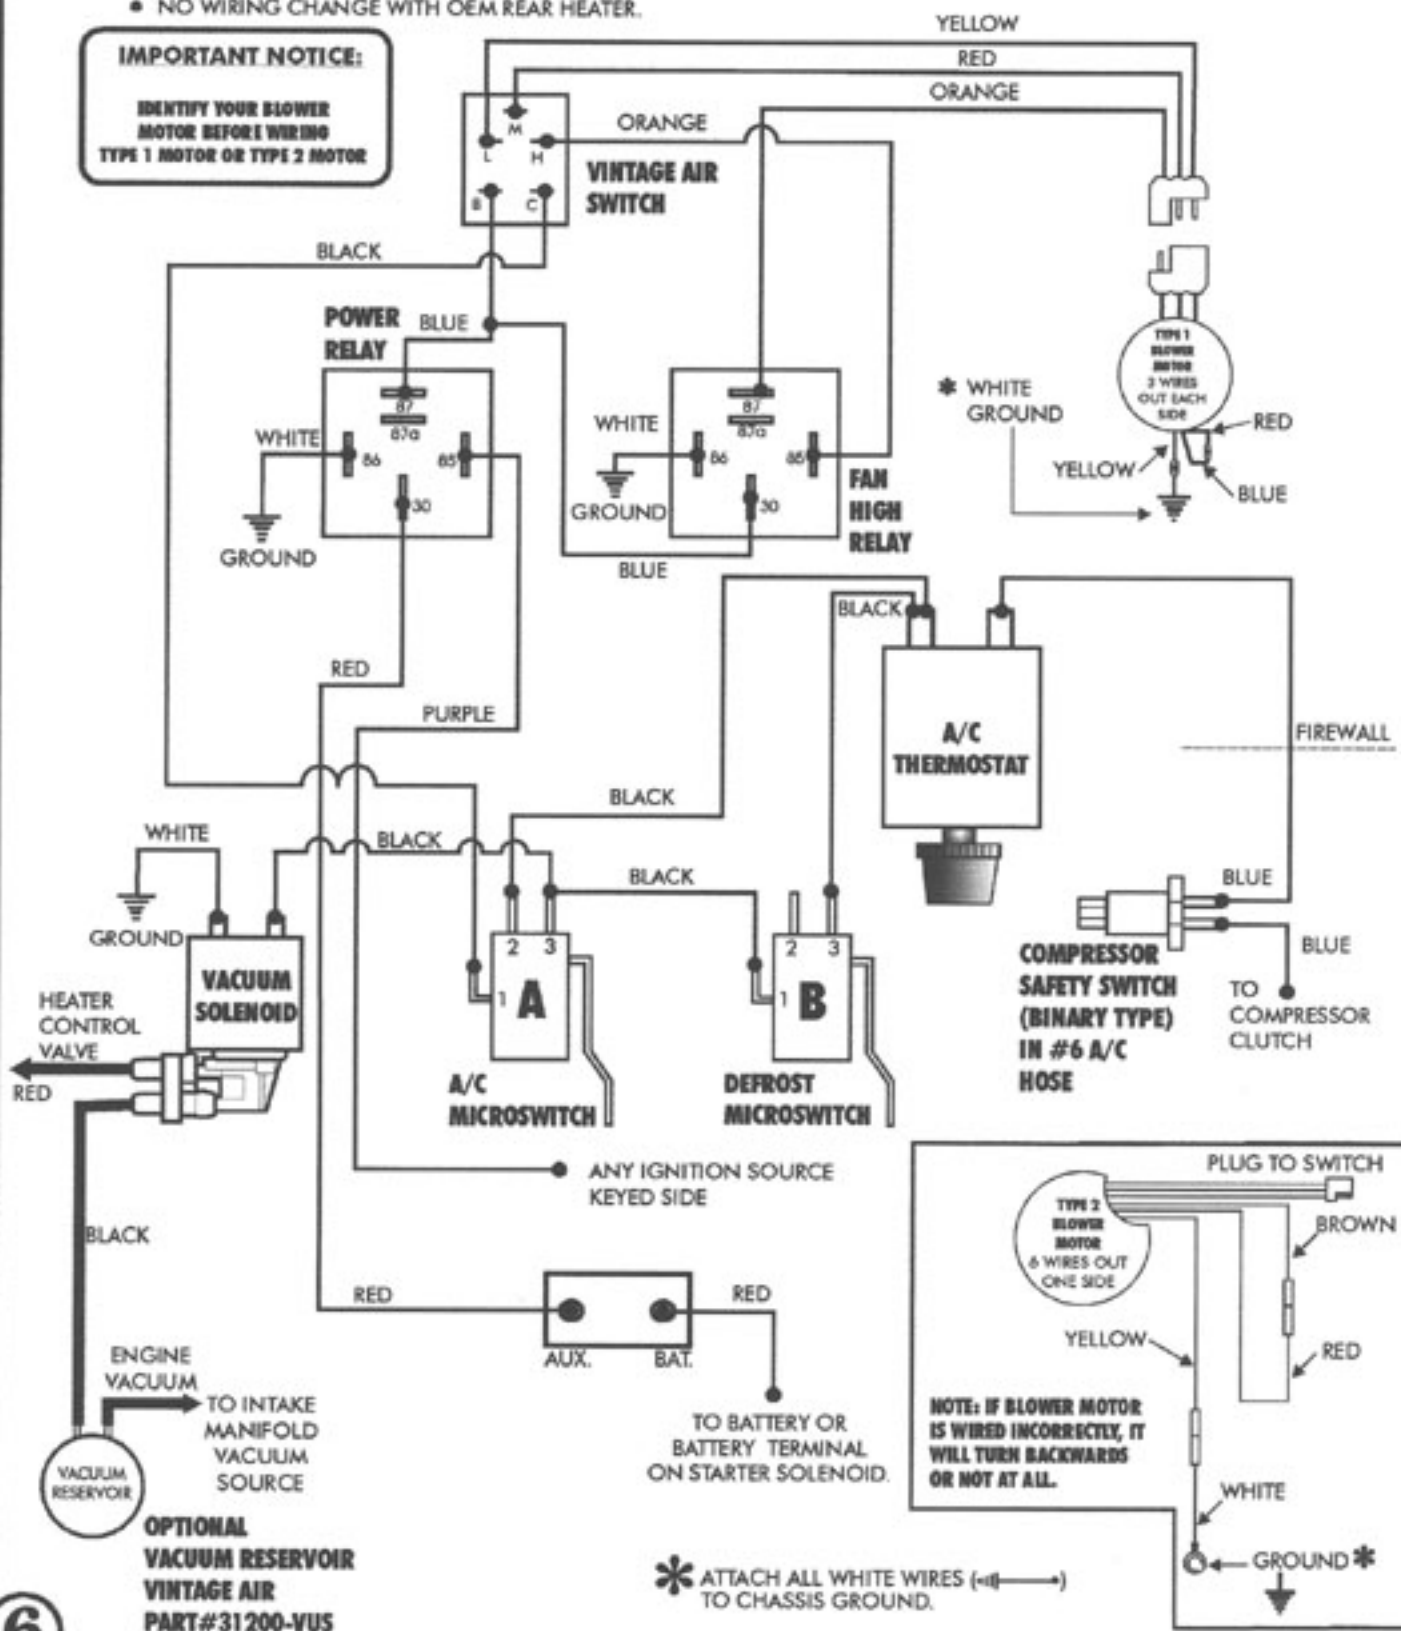 • NO WIRING CHANGE WITH OEM REAR HEATER.
IMPORTANT NOTICE:
IDENTIFY YOUR BLOWER
MOTOR BEFORE WIRING
TYPE 1 MOTOR OR TYPE 2 MOTOR
YELLOW
RED
ORANGE
ORANGE
M
L
H
B
C
VINTAGE AIR
SWITCH
BLACK
POWER
RELAY
BLUE
87
87a
86
85
30
WHITE
GROUND
WHITE
GROUND
87
87a
86
85
30
FAN
HIGH
RELAY
BLUE
* WHITE
GROUND
TYPE 1
BLOWER
MOTOR
3 WIRES
OUT EACH
SIDE
RED
YELLOW
BLUE
BLACK
RED
PURPLE
A/C
THERMOSTAT
FIREWALL
BLACK
WHITE
BLACK
BLACK
GROUND
VACUUM
SOLENOID
2 3
1 A
A/C
MICROSWITCH
2 3
1 B
DEFROST
MICROSWITCH
BLUE
BLUE
COMPRESSOR
SAFETY SWITCH
(BINARY TYPE)
IN #6 A/C
HOSE
TO
COMPRESSOR
CLUTCH
HEATER
CONTROL
VALVE
RED
ANY IGNITION SOURCE
KEYED SIDE
BLACK
RED
RED
AUX.
BAT.
TO BATTERY OR
BATTERY TERMINAL
ON STARTER SOLENOID.
ENGINE
VACUUM
TO INTAKE
MANIFOLD
VACUUM
SOURCE
VACUUM
RESERVOIR
OPTIONAL
VACUUM RESERVOIR
VINTAGE AIR
PART#31200-VUS
6
PLUG TO SWITCH
TYPE 2
BLOWER
MOTOR
6 WIRES OUT
ONE SIDE
BROWN
YELLOW
RED
NOTE: IF BLOWER MOTOR
IS WIRED INCORRECTLY, IT
WILL TURN BACKWARDS
OR NOT AT ALL.
WHITE
GROUND *
* ATTACH ALL WHITE WIRES ( )
TO CHASSIS GROUND.